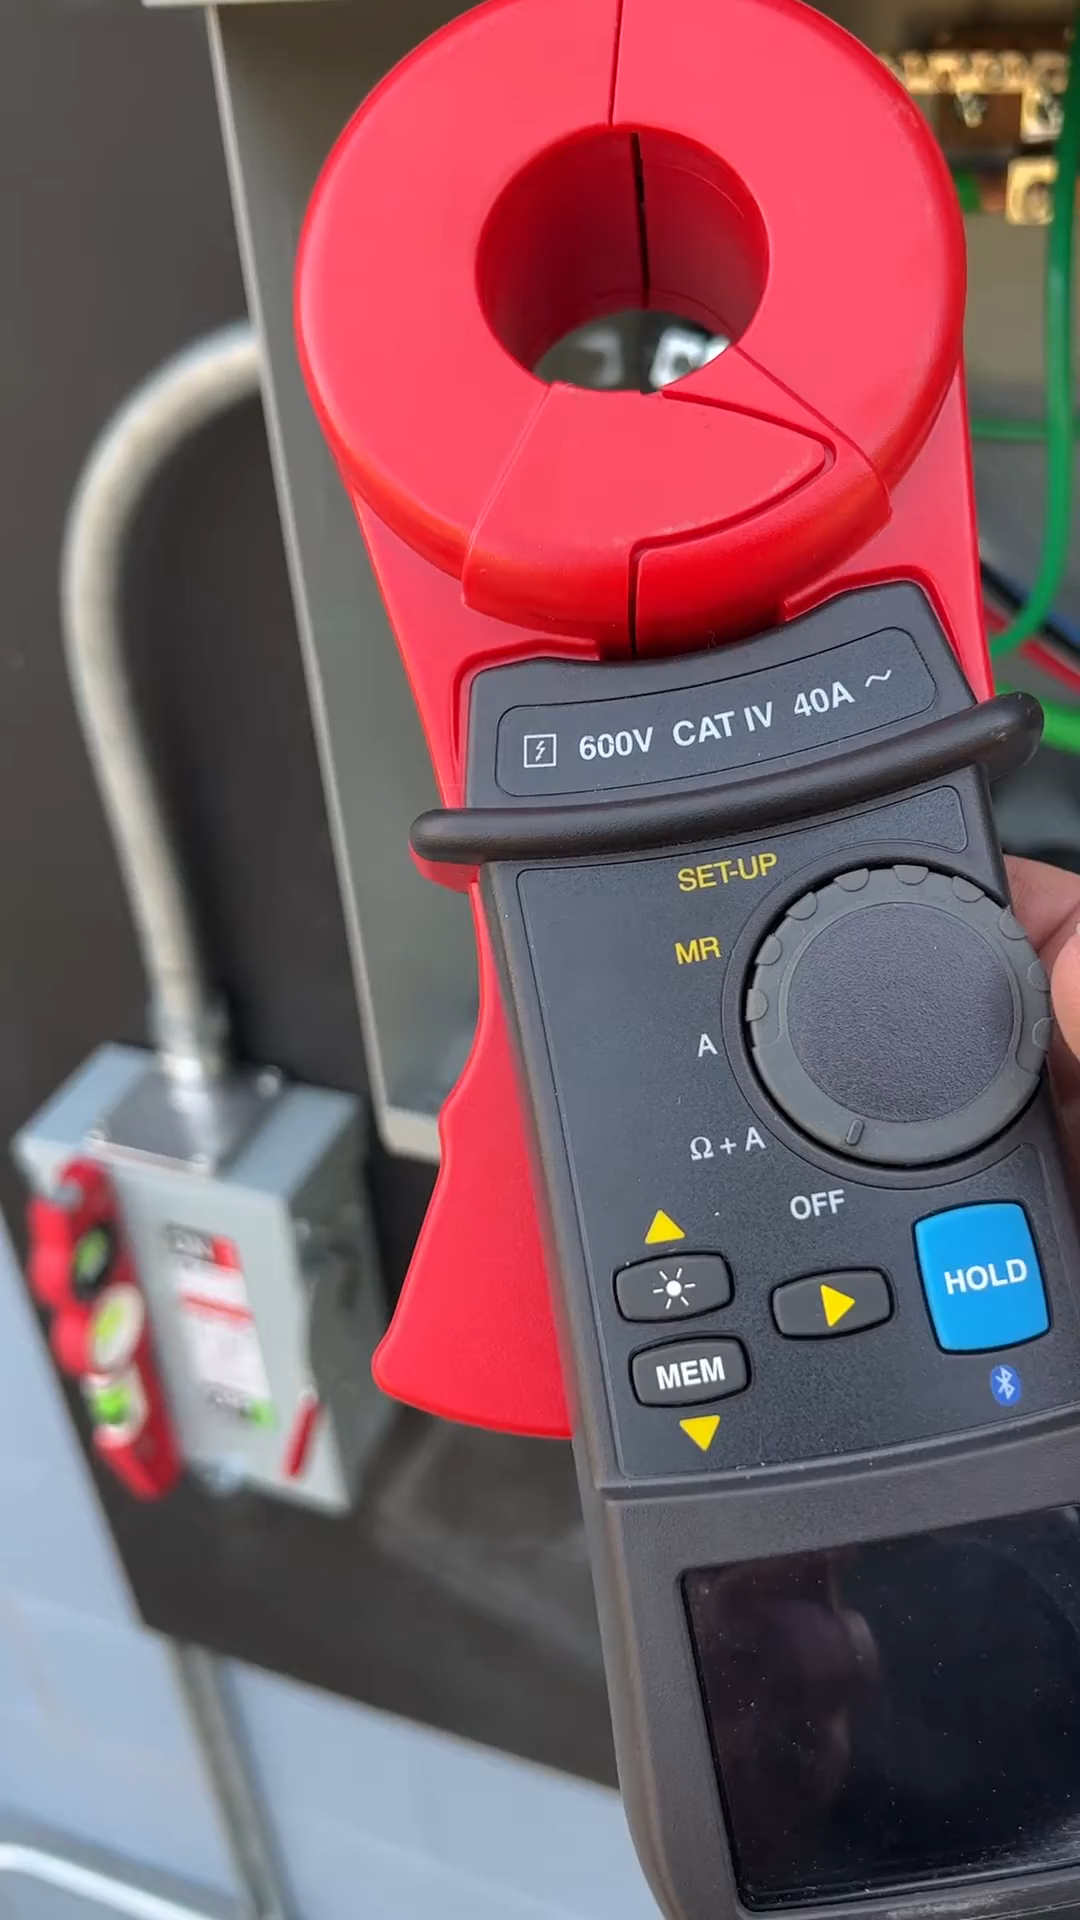 600V CAT IV 40A ~
SET-UP
MR
A
Ω + A
OFF
HOLD
MEM